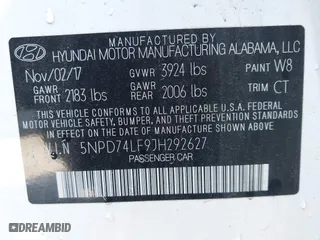 MANUFACTURED BY
HYUNDAI MOTOR MANUFACTURING ALABAMA, LLC
Nov/02/17 GVWR 3924 lbs PAINT W8
GAWR FRONT 2183 lbs GAWR REAR 2006 lbs TRIM CT
THIS VEHICLE CONFORMS TO ALL APPLICABLE
U.S. FEDERAL MOTOR VEHICLE SAFETY, BUMPER,
AND THEFT PREVENTION STANDARDS IN EFFECT ON
THE DATE OF MANUFACTURE SHOWN ABOVE.
V.I.N 5NPD74LF9JH292627
PASSENGER CAR
© DRIVE.AUTO